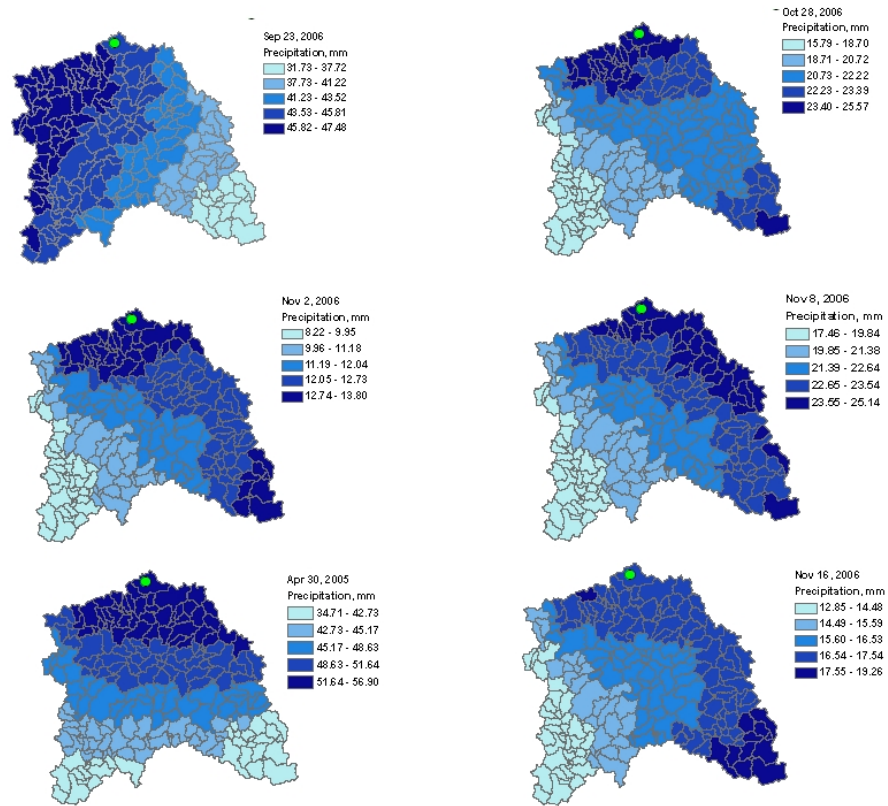 Sep 23, 2006
Precipitation, mm
31.73 - 37.72
37.73 - 41.22
41.23 - 43.52
43.53 - 45.81
45.82 - 47.48
Oct 28, 2006
Precipitation, mm
15.79 - 18.70
18.71 - 20.72
20.73 - 22.22
22.23 - 23.39
23.40 - 25.57
Nov 2, 2006
Precipitation, mm
8.22 - 9.95
9.96 - 11.18
11.19 - 12.04
12.05 - 12.73
12.74 - 13.80
Nov 8, 2006
Precipitation, mm
17.46 - 19.84
19.85 - 21.38
21.39 - 22.64
22.65 - 23.54
23.55 - 25.14
Apr 30, 2005
Precipitation, mm
34.71 - 42.73
42.73 - 45.17
45.17 - 48.63
48.63 - 51.64
51.64 - 56.90
Nov 16, 2006
Precipitation, mm
12.85 - 14.48
14.49 - 15.59
15.60 - 16.53
16.54 - 17.54
17.55 - 19.26